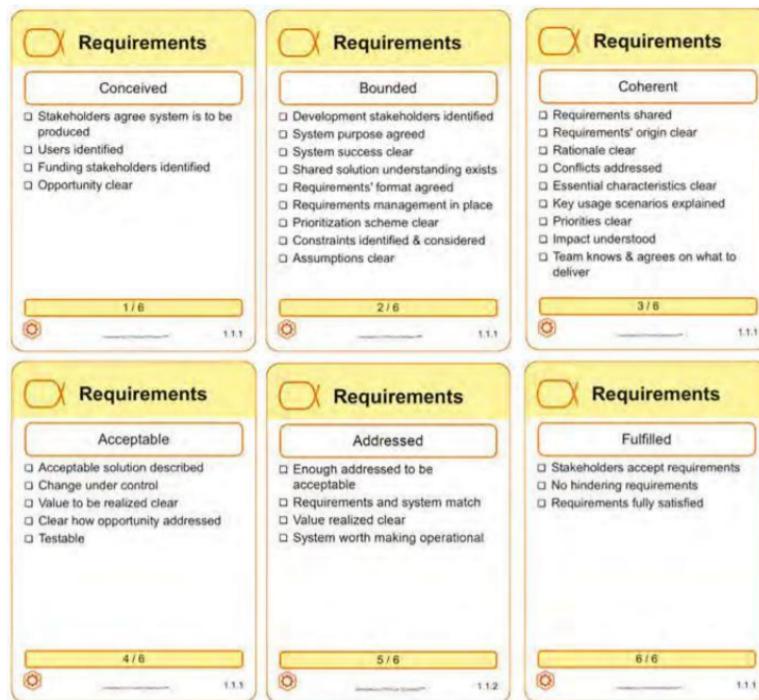 Requirements
Conceived
☐ Stakeholders agree system is to be
produced
☐ Users identified
☐ Funding stakeholders identified
☐ Opportunity clear
1 / 6
1.1.1
Requirements
Bounded
☐ Development stakeholders identified
☐ System purpose agreed
☐ System success clear
☐ Shared solution understanding exists
☐ Requirements' format agreed
☐ Requirements management in place
☐ Prioritization scheme clear
☐ Constraints identified & considered
☐ Assumptions clear
2 / 6
1.1.1
Requirements
Coherent
☐ Requirements shared
☐ Requirements' origin clear
☐ Rationale clear
☐ Conflicts addressed
☐ Essential characteristics clear
☐ Key usage scenarios explained
☐ Priorities clear
☐ Impact understood
☐ Team knows & agrees on what to
deliver
3 / 6
1.1.1
Requirements
Acceptable
☐ Acceptable solution described
☐ Change under control
☐ Value to be realized clear
☐ Clear how opportunity addressed
☐ Testable
4 / 6
1.1.1
Requirements
Addressed
☐ Enough addressed to be
acceptable
☐ Requirements and system match
☐ Value realized clear
☐ System worth making operational
5 / 6
1.1.2
Requirements
Fulfilled
☐ Stakeholders accept requirements
☐ No hindering requirements
☐ Requirements fully satisfied
6 / 6
1.1.1